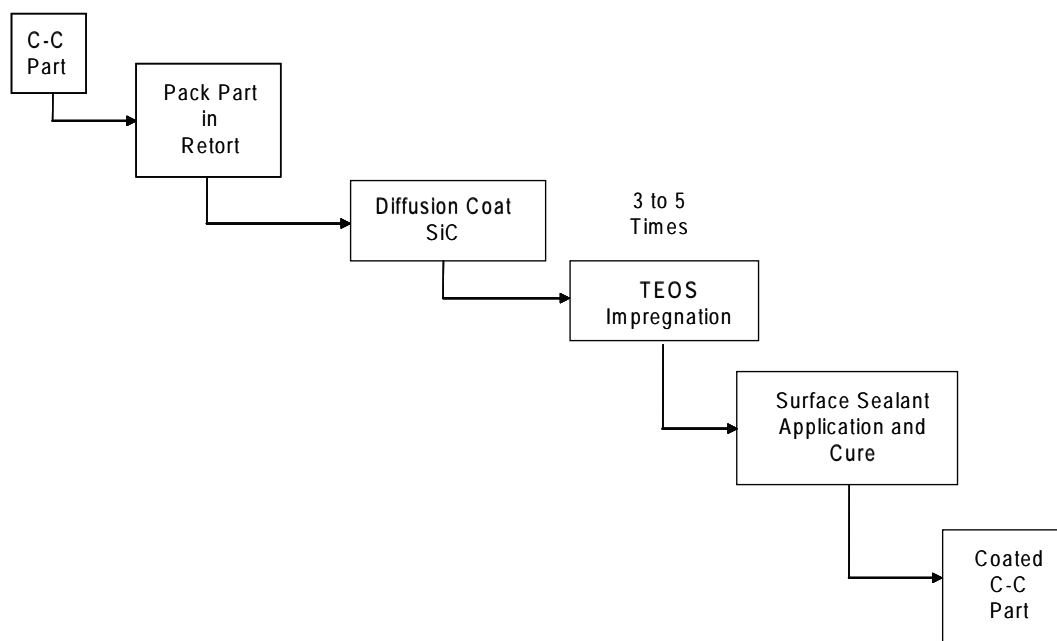 C-C
Part
Pack Part
in
Retort
Diffusion Coat
SiC
3 to 5
Times
TEOS
Impregnation
Surface Sealant
Application and
Cure
Coated
C-C
Part